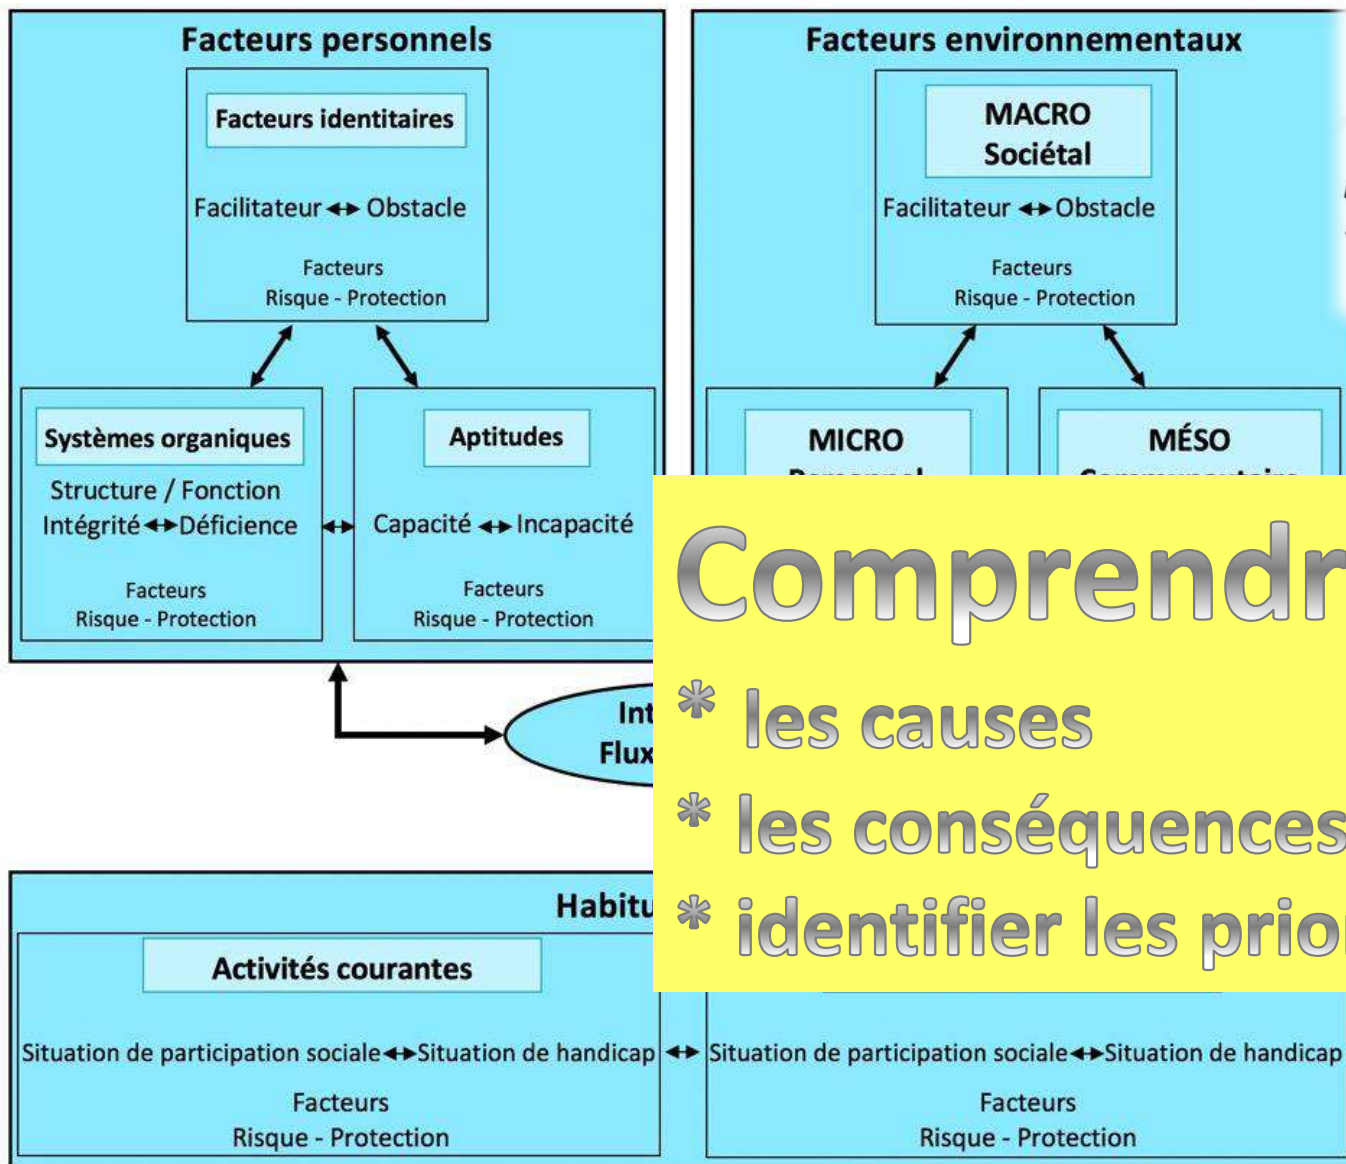 Facteurs personnels
Facteurs identitaires
Facilitateur ↔ Obstacle
Facteurs
Risque - Protection
Systèmes organiques
Structure / Fonction
Intégrité ↔ Déficience
Facteurs
Risque - Protection
Aptitudes
Capacité ↔ Incapacité
Facteurs
Risque - Protection
Facteurs environnementaux
MACRO
Sociétal
Facilitateur ↔ Obstacle
Facteurs
Risque - Protection
MICRO
MÉSO
Int
Flux
Comprendr
* les causes
* les conséquences
* identifier les prior
Habitu
Activités courantes
Situation de participation sociale ↔ Situation de handicap
Facteurs
Risque - Protection
Situation de participation sociale ↔ Situation de handicap
Facteurs
Risque - Protection